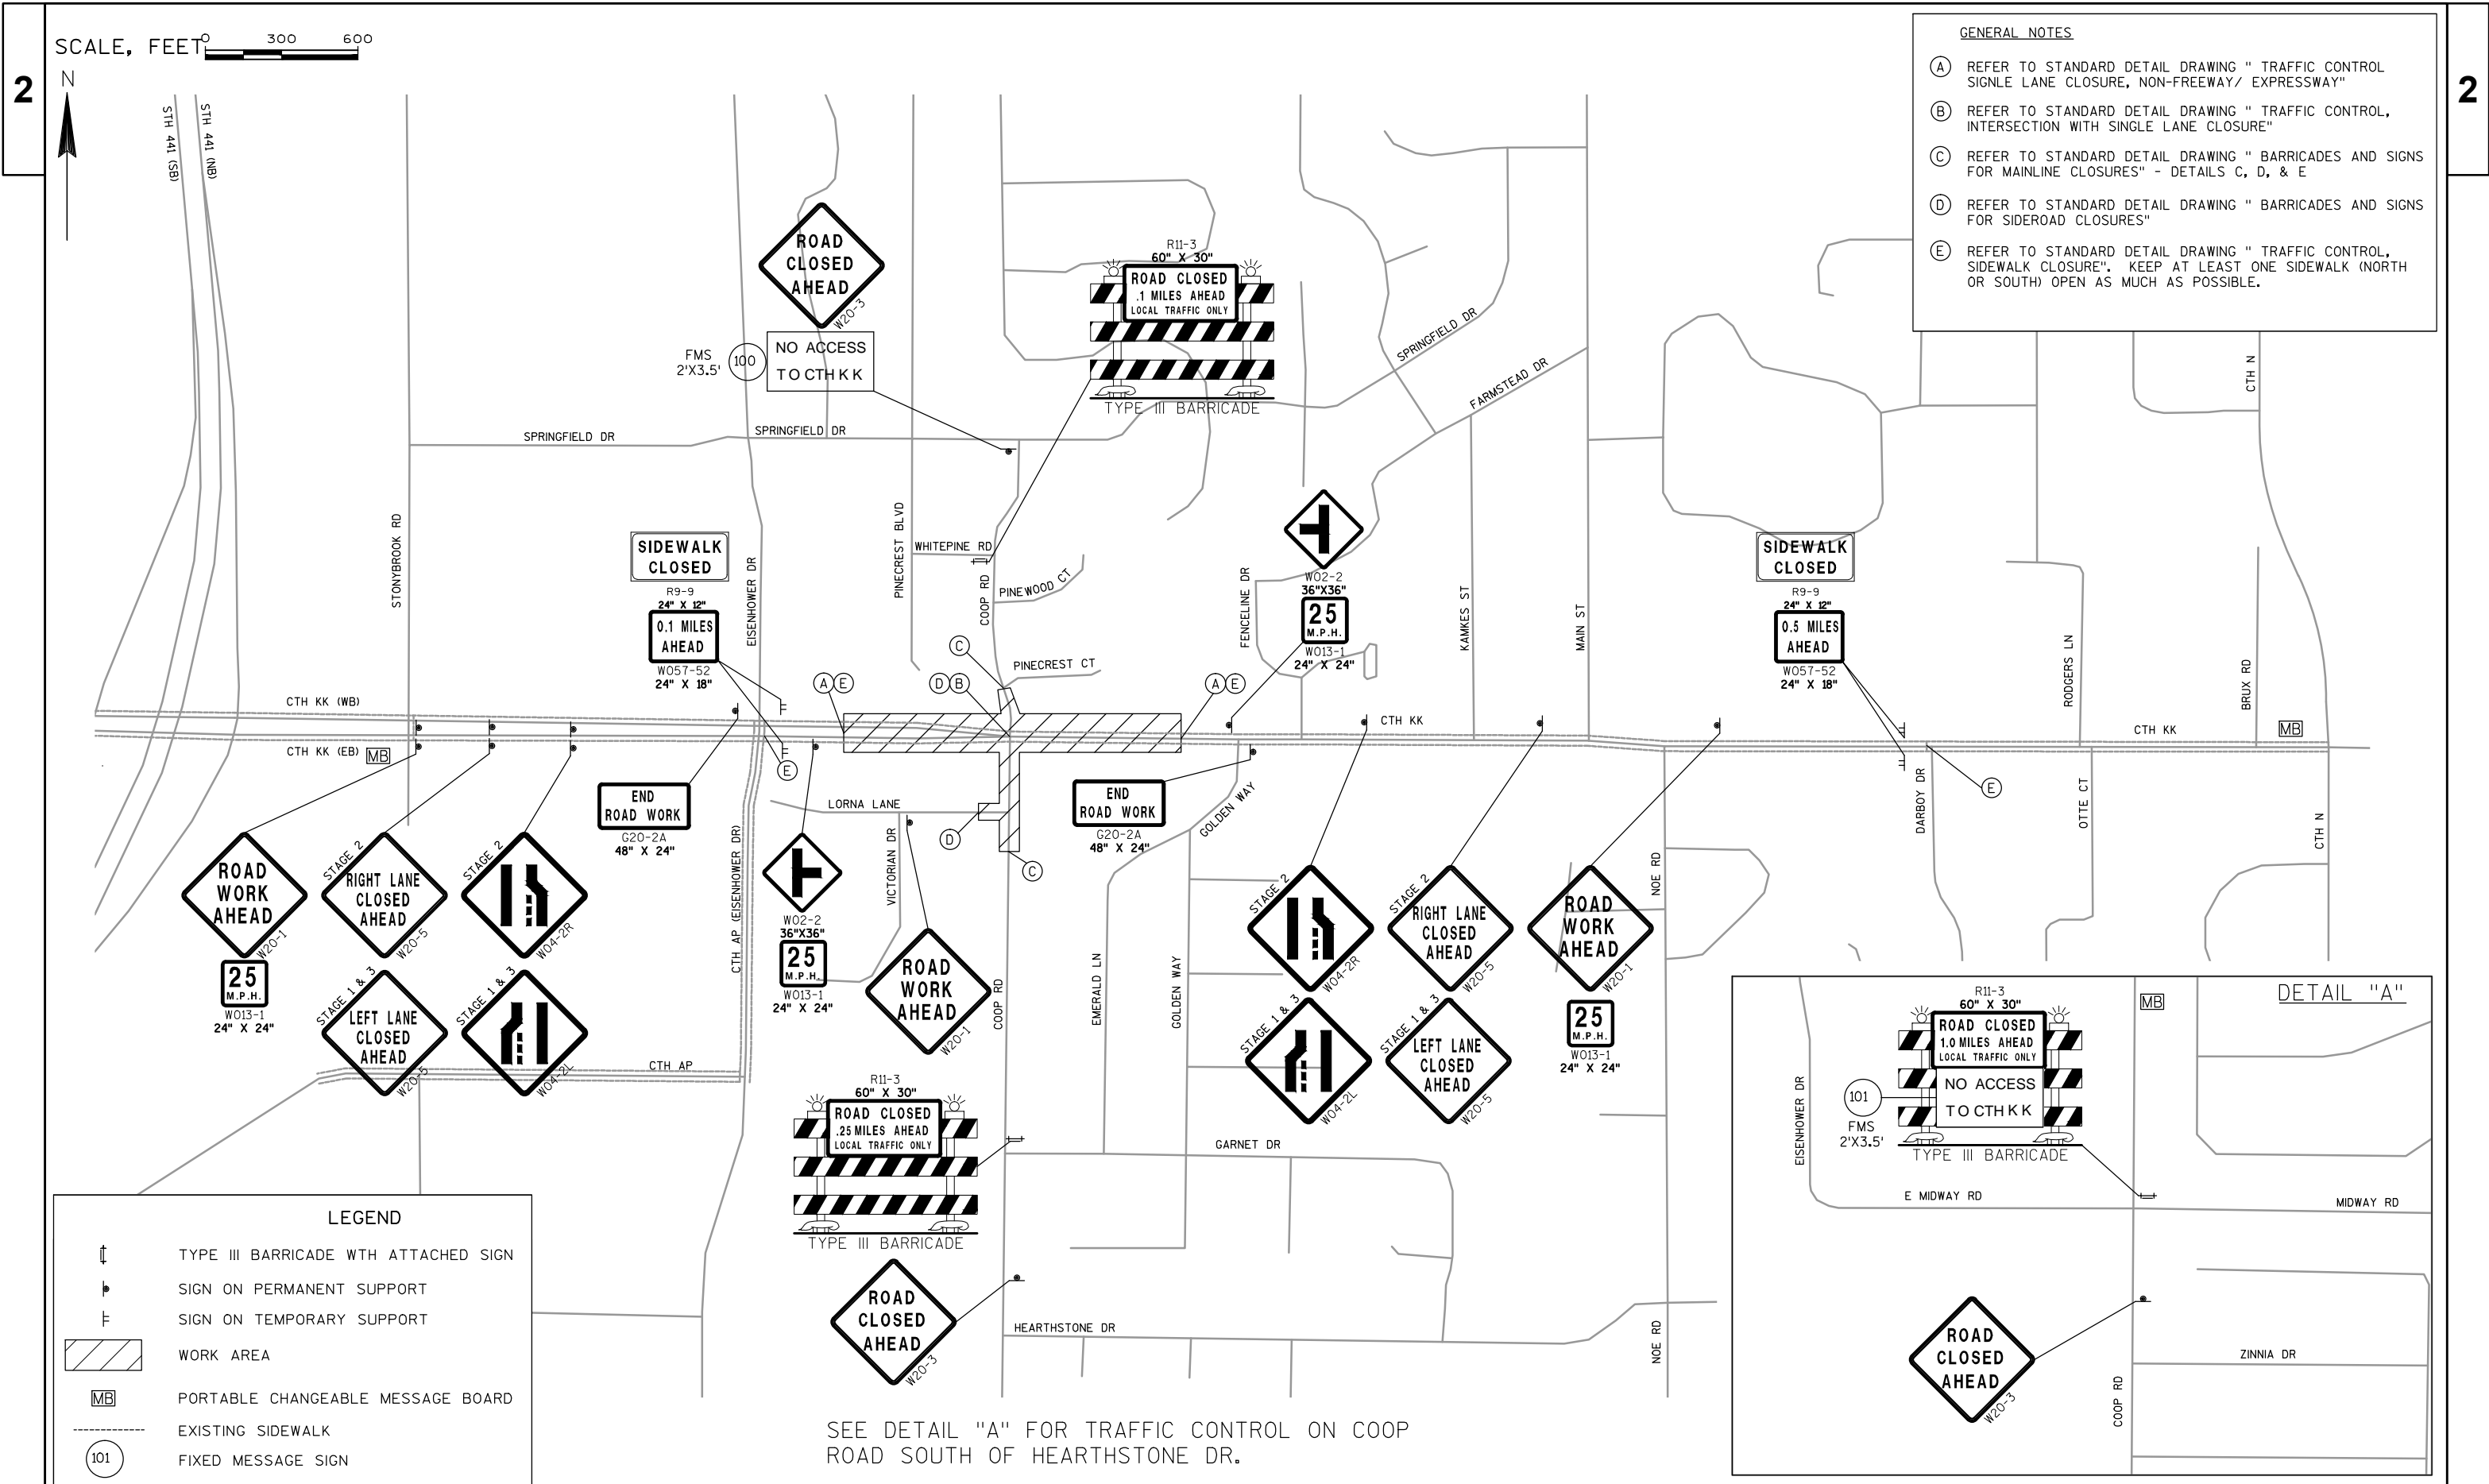 2
2
SCALE, FEET
0 300 600
N
GENERAL NOTES
A REFER TO STANDARD DETAIL DRAWING " TRAFFIC CONTROL
SIGNLE LANE CLOSURE, NON-FREEWAY/ EXPRESSWAY"
B REFER TO STANDARD DETAIL DRAWING " TRAFFIC CONTROL,
INTERSECTION WITH SINGLE LANE CLOSURE"
C REFER TO STANDARD DETAIL DRAWING " BARRICADES AND SIGNS
FOR MAINLINE CLOSURES" - DETAILS C, D, & E
D REFER TO STANDARD DETAIL DRAWING " BARRICADES AND SIGNS
FOR SIDEROAD CLOSURES"
E REFER TO STANDARD DETAIL DRAWING " TRAFFIC CONTROL,
SIDEWALK CLOSURE". KEEP AT LEAST ONE SIDEWALK (NORTH
OR SOUTH) OPEN AS MUCH AS POSSIBLE.
STH 441 (SB)
STH 441 (NB)
ROAD
CLOSED
AHEAD
W20-3
FMS
2'X3.5'
100
NO ACCESS
TO CTH KK
R11-3
60" X 30"
ROAD CLOSED
.1 MILES AHEAD
LOCAL TRAFFIC ONLY
TYPE III BARRICADE
SPRINGFIELD DR
FARMSTEAD DR
CTH N
SPRINGFIELD DR
SPRINGFIELD DR
STONYBROOK RD
SIDEWALK
CLOSED
R9-9
24" X 12"
0.1 MILES
AHEAD
WO57-52
24" X 18"
EISENHOWER DR
PINECREST BLVD
WHITEPINE RD
COOP RD
PINEWOOD CT
PINECREST CT
FENCELINE DR
WO2-2
36"X36"
25
M.P.H.
WO13-1
24" X 24"
KAMKES ST
MAIN ST
SIDEWALK
CLOSED
R9-9
24" X 12"
0.5 MILES
AHEAD
WO57-52
24" X 18"
RODGERS LN
BRUX RD
C
A E
D B
A E
CTH KK (WB)
CTH KK (EB)
MB
CTH KK
CTH KK
MB
E
E
END
ROAD WORK
G20-2A
48" X 24"
LORNA LANE
D
C
END
ROAD WORK
G20-2A
48" X 24"
GOLDEN WAY
DARBOY DR
OTTE CT
CTH N
ROAD
WORK
AHEAD
W20-1
25
M.P.H.
WO13-1
24" X 24"
STAGE 2
RIGHT LANE
CLOSED
AHEAD
W20-5
STAGE 2
WO4-2R
STAGE 1 & 3
LEFT LANE
CLOSED
AHEAD
W20-5
STAGE 1 & 3
WO4-2L
CTH AP (EISENHOWER DR)
CTH AP
WO2-2
36"X36"
25
M.P.H.
WO13-1
24" X 24"
VICTORIAN DR
ROAD
WORK
AHEAD
W20-1
COOP RD
EMERALD LN
GOLDEN WAY
STAGE 2
WO4-2R
STAGE 2
RIGHT LANE
CLOSED
AHEAD
W20-5
ROAD
WORK
AHEAD
W20-1
NOE RD
STAGE 1 & 3
WO4-2L
STAGE 1 & 3
LEFT LANE
CLOSED
AHEAD
W20-5
25
M.P.H.
WO13-1
24" X 24"
R11-3
60" X 30"
ROAD CLOSED
.25 MILES AHEAD
LOCAL TRAFFIC ONLY
TYPE III BARRICADE
GARNET DR
ROAD
CLOSED
AHEAD
W20-3
HEARTHSTONE DR
NOE RD
SEE DETAIL "A" FOR TRAFFIC CONTROL ON COOP
ROAD SOUTH OF HEARTHSTONE DR.
LEGEND
TYPE III BARRICADE WTH ATTACHED SIGN
SIGN ON PERMANENT SUPPORT
SIGN ON TEMPORARY SUPPORT
WORK AREA
MB PORTABLE CHANGEABLE MESSAGE BOARD
EXISTING SIDEWALK
101 FIXED MESSAGE SIGN
DETAIL "A"
MB
EISENHOWER DR
R11-3
60" X 30"
ROAD CLOSED
1.0 MILES AHEAD
LOCAL TRAFFIC ONLY
NO ACCESS
TO CTH KK
101
FMS
2'X3.5'
TYPE III BARRICADE
E MIDWAY RD
MIDWAY RD
ROAD
CLOSED
AHEAD
W20-3
COOP RD
ZINNIA DR